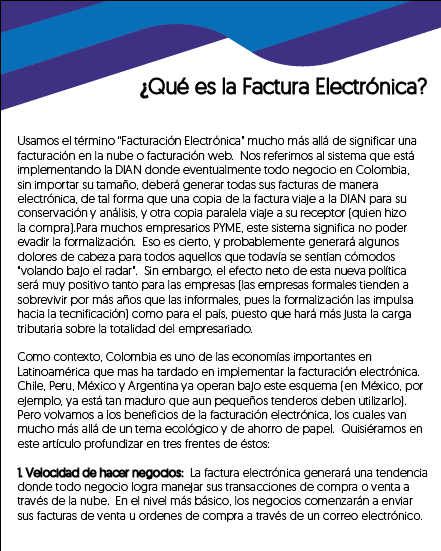 ¿Qué es la Factura Electrónica?
Usamos el término "Facturación Electrónica" mucho más allá de significar una
facturación en la nube o facturación web.  Nos referimos al sistema que está
implementando la DIAN donde eventualmente todo negocio en Colombia,
sin importar su tamaño, deberá generar todas sus facturas de manera
electrónica, de tal forma que una copia de la factura viaje a la DIAN para su
conservación y análisis, y otra copia paralela viaje a su receptor (quien hizo
la compra).Para muchos empresarios PYME, este sistema significa no poder
evadir la formalización.  Eso es cierto, y probablemente generará algunos
dolores de cabeza para todos aquellos que todavía se sentían cómodos
"volando bajo el radar".  Sin embargo, el efecto neto de esta nueva política
será muy positivo tanto para las empresas (las empresas formales tienden a
sobrevivir por más años que las informales, pues la formalización las impulsa
hacia la tecnificación) como para el país, puesto que hará más justa la carga
tributaria sobre la totalidad del empresariado.
Como contexto, Colombia es uno de las economías importantes en
Latinoamérica que mas ha tardado en implementar la facturación electrónica.
Chile, Peru, México y Argentina ya operan bajo este esquema (en México, por
ejemplo, ya está tan maduro que aun pequeños tenderos deben utilizarlo).
Pero volvamos a los beneficios de la facturación electrónica, los cuales van
mucho más allá de un tema ecológico y de ahorro de papel.  Quisiéramos en
este artículo profundizar en tres frentes de éstos:
1. Velocidad de hacer negocios:  La factura electrónica generará una tendencia
donde todo negocio logra manejar sus transacciones de compra o venta a
través de la nube.  En el nivel más básico, los negocios comenzarán a enviar
sus facturas de venta u ordenes de compra a través de un correo electrónico.